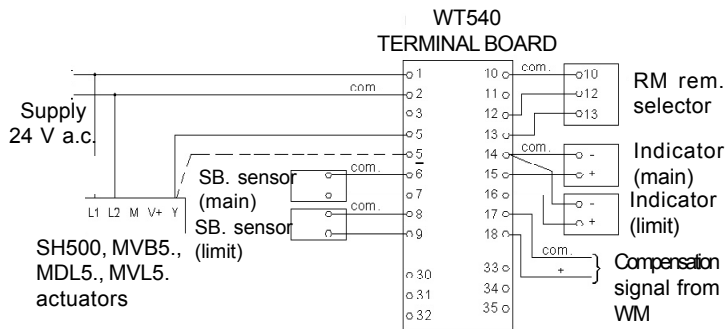 WT540
TERMINAL BOARD
Supply
24 V a.c.
com
1
2
3
5
5
6
7
8
9
30
31
32
10
11
12
13
14
15
16
17
18
33
34
35
com.
10
12
13
RM rem.
selector
com.
-
+
Indicator
(main)
-
+
Indicator
(limit)
com.
+
Compensation
signal from
WM
SB. sensor
(main)
com.
SB. sensor
(limit)
com.
L1 L2 M V+ Y
SH500, MVB5.,
MDL5., MVL5.
actuators